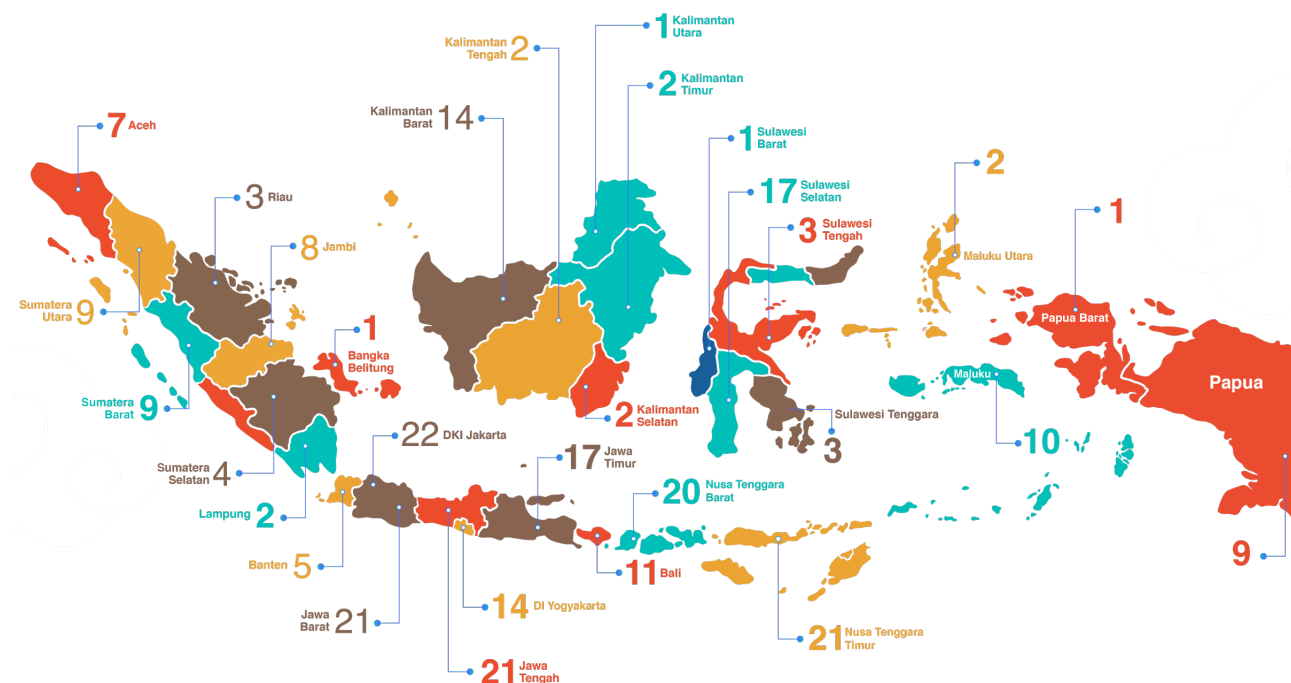 1 Kalimantan
Utara
Kalimantan
Tengah 2
2 Kalimantan
Timur
Kalimantan
Barat 14
7 Aceh
1 Sulawesi
Barat
2
Maluku Utara
17 Sulawesi
Selatan
3 Riau
3 Sulawesi
Tengah
1
Papua Barat
8 Jambi
Sumatera
Utara 9
1
Bangka
Belitung
Maluku
Papua
Sumatera
Barat 9
2 Kalimantan
Selatan
Sulawesi Tenggara
3
10
22 DKI Jakarta
17 Jawa
Timur
Sumatera
Selatan 4
20 Nusa Tenggara
Barat
Lampung 2
9
Banten 5
11 Bali
14 DI Yogyakarta
Jawa
Barat 21
21 Nusa Tenggara
Timur
21 Jawa
Tengah